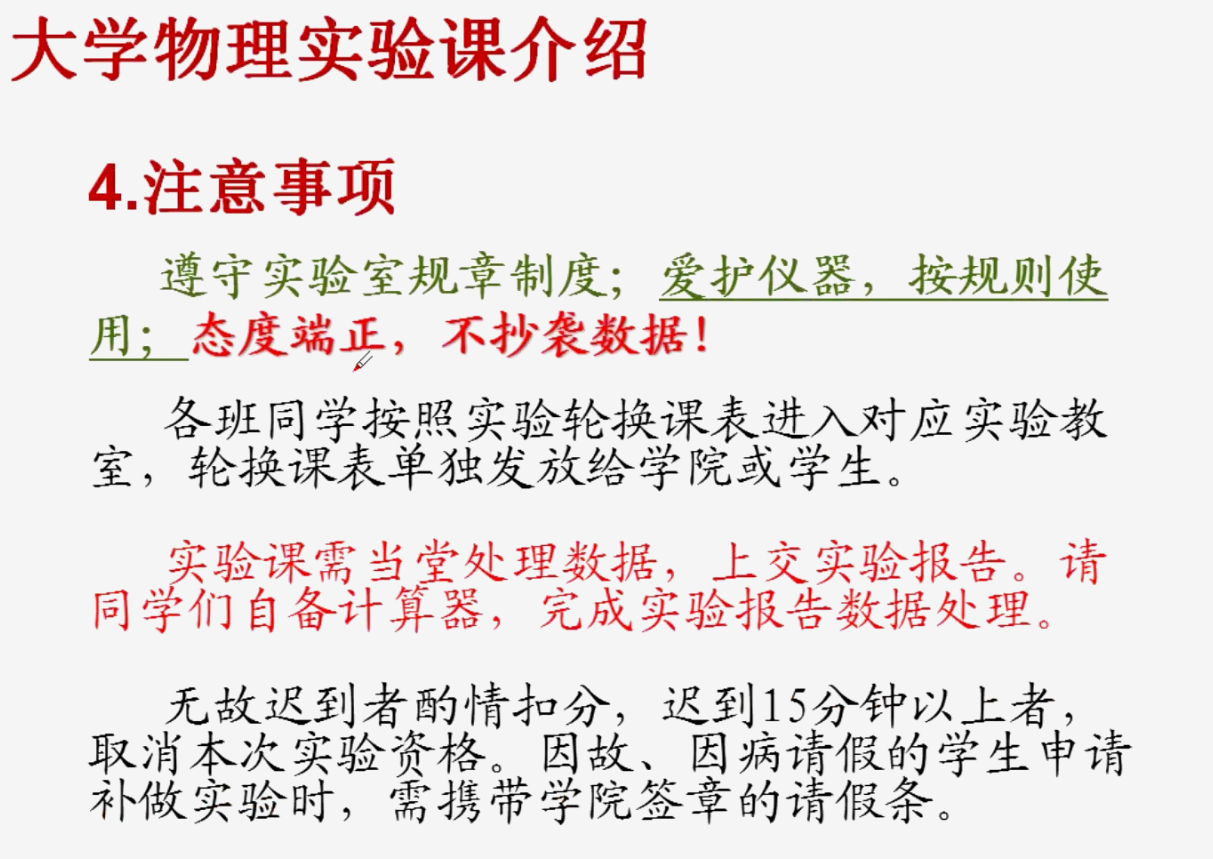 大学物理实验课介绍
4.注意事项
遵守实验室规章制度；爱护仪器，按规则使
用；态度端正，不抄袭数据！
各班同学按照实验轮换课表进入对应实验教
室，轮换课表单独发放给学院或学生。
实验课需当堂处理数据，上交实验报告。请
同学们自备计算器，完成实验报告数据处理。
无故迟到者酌情扣分，迟到15分钟以上者，
取消本次实验资格。因故、因病请假的学生申请
补做实验时，需携带学院签章的请假条。